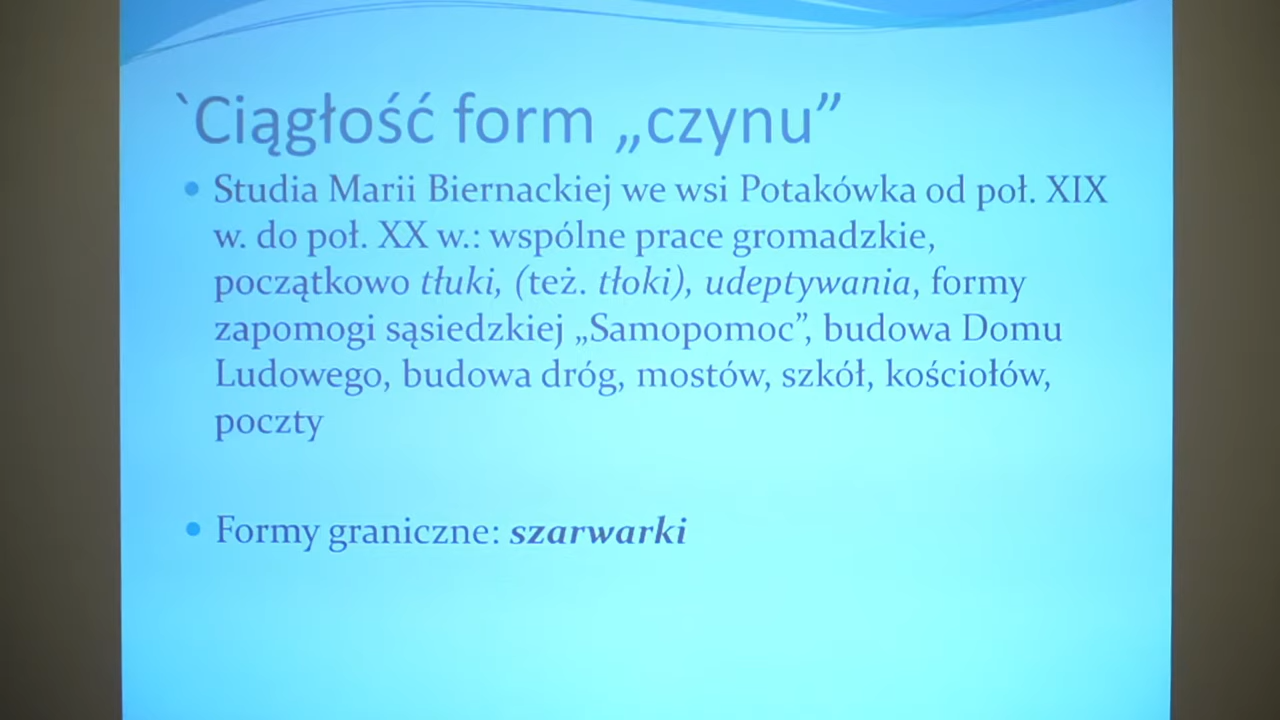 `Ciągłość form „czynu”
Studia Marii Biernackiej we wsi Potakówka od poł. XIX
w. do poł. XX w.: wspólne prace gromadzkie,
początkowo tłuki, (też. tłoki), udeptywania, formy
zapomogi sąsiedzkiej „Samopomoc”, budowa Domu
Ludowego, budowa dróg, mostów, szkół, kościołów,
poczty
Formy graniczne: szarwarki